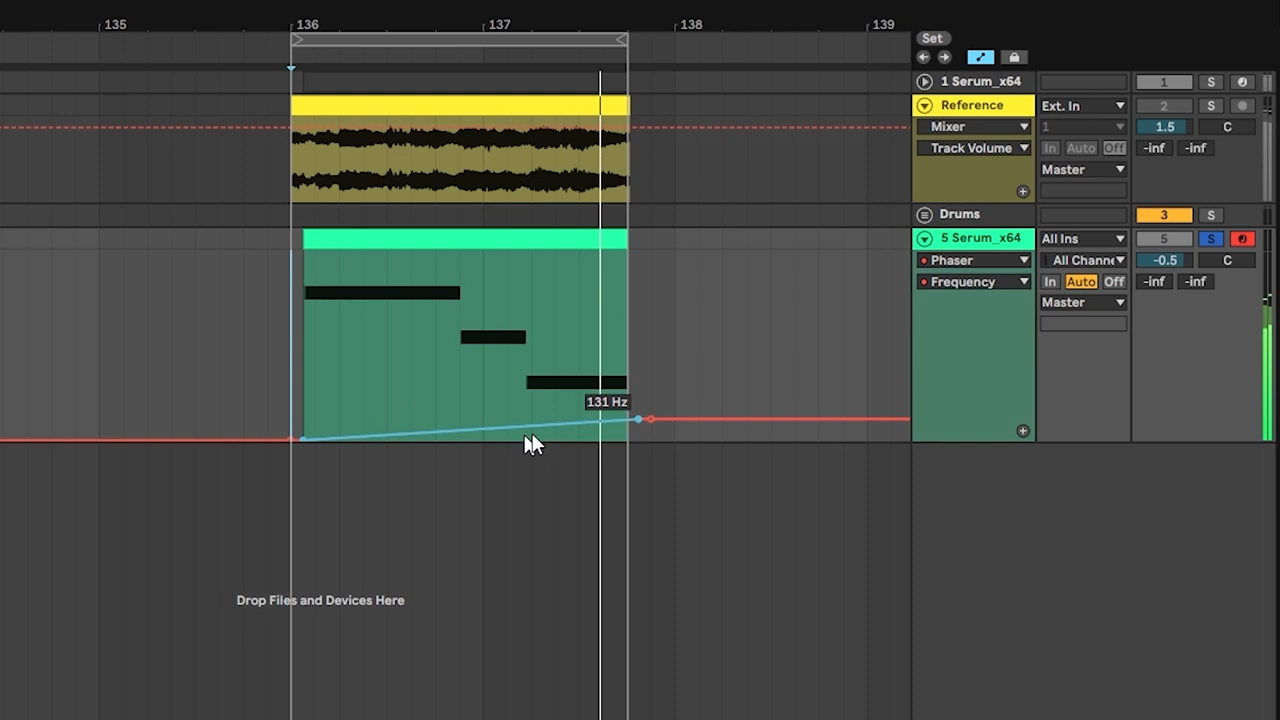 135 136 137 138 139
Set
1 Serum_x64 1 S
Reference Ext. In 2 S
Mixer 1 1.5 C
Track Volume In Auto Off -inf -inf
Master
Drums 3 S
5 Serum_x64 All Ins 5 S
Phaser All Channe -0.5 C
Frequency In Auto Off -inf -inf
Master
131 Hz
Drop Files and Devices Here